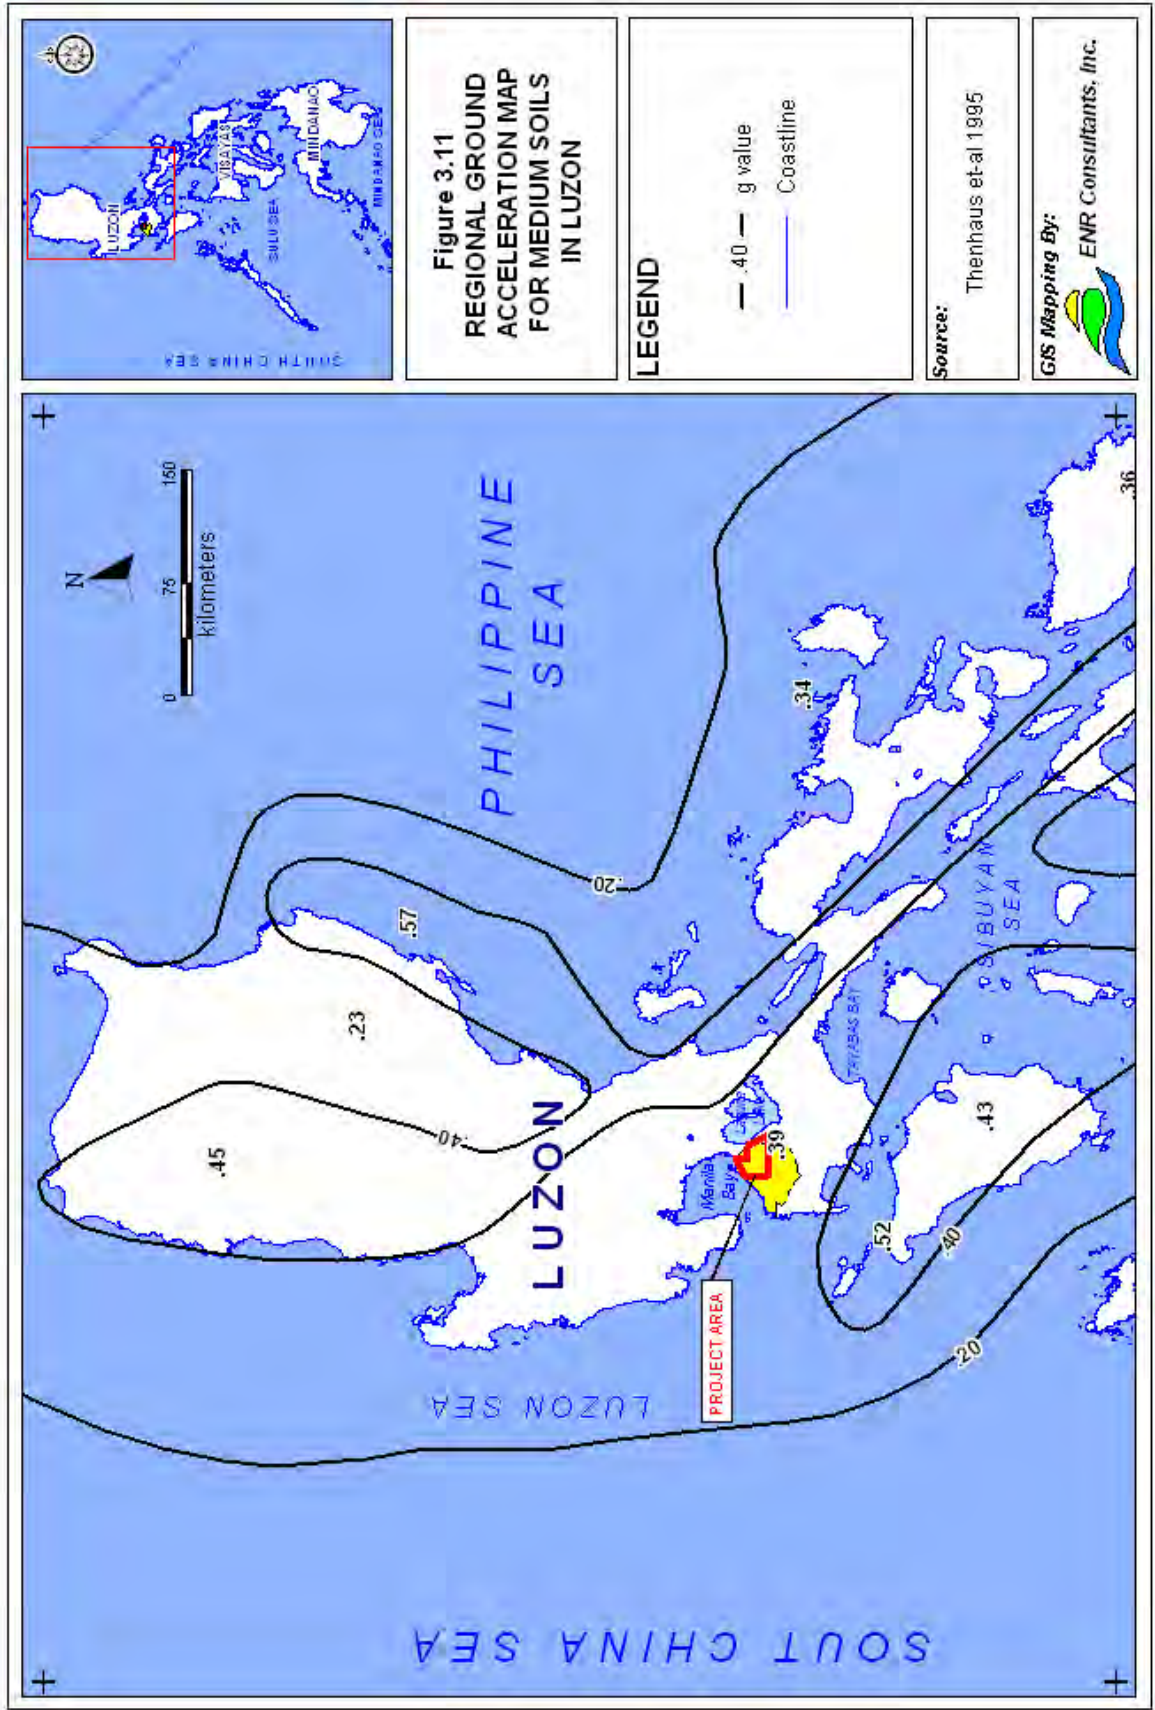 LUZON
VISAYAS
MINDANAO
SULU SEA
MINDANAO SEA
SOUTH CHINA SEA
Figure 3.11
REGIONAL GROUND
ACCELERATION MAP
FOR MEDIUM SOILS
IN LUZON
LEGEND
.40
g value
Coastline
Source:
Thenhaus et-al 1995
GIS Mapping By:
ENR Consultants, Inc.
N
0 75 150
kilometers
PHILIPPINE
SEA
.20
.57
.23
.45
.40
LUZON
.34
.36
SIBUYAN
SEA
TAYABAS BAY
Manila
Bay
.39
.43
.52
.40
.20
PROJECT AREA
LUZON SEA
SOUT CHINA SEA